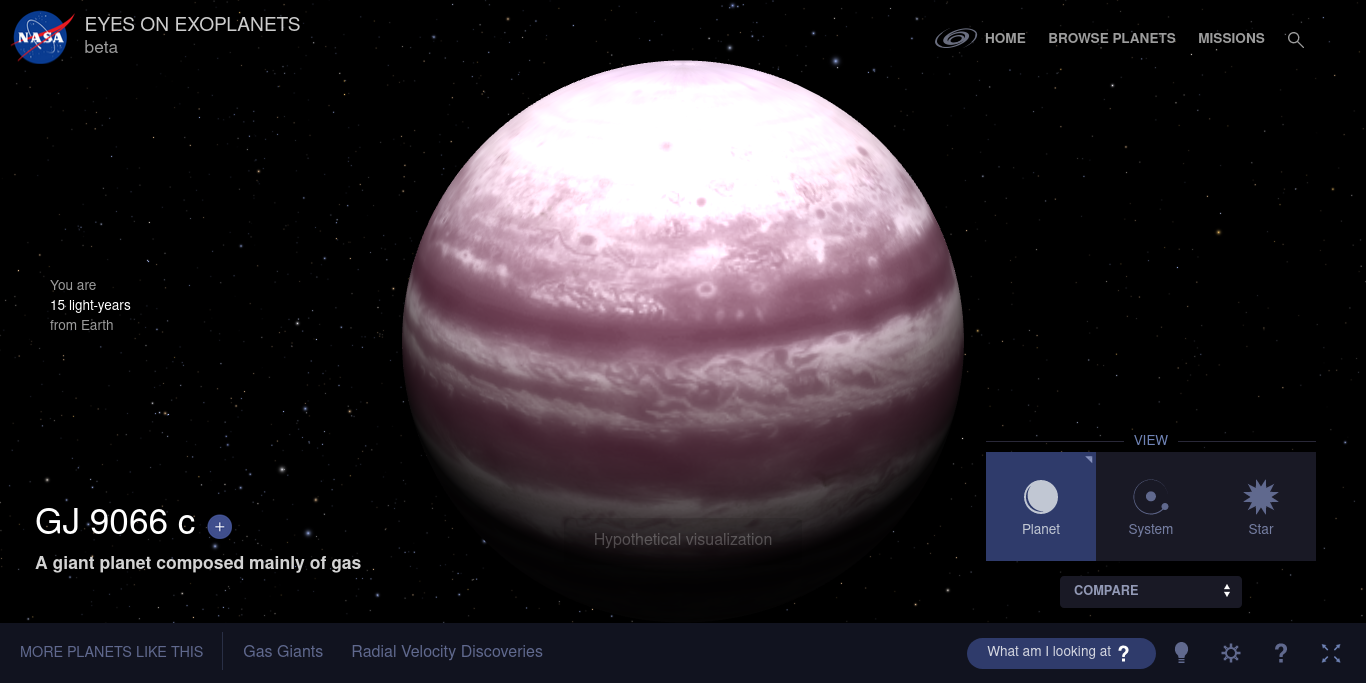 NASA
EYES ON EXOPLANETS
beta
HOME
BROWSE PLANETS
MISSIONS
You are
15 light-years
from Earth
VIEW
Planet
System
Star
GJ 9066 c +
A giant planet composed mainly of gas
Hypothetical visualization
COMPARE
MORE PLANETS LIKE THIS
Gas Giants
Radial Velocity Discoveries
What am I looking at ?
?